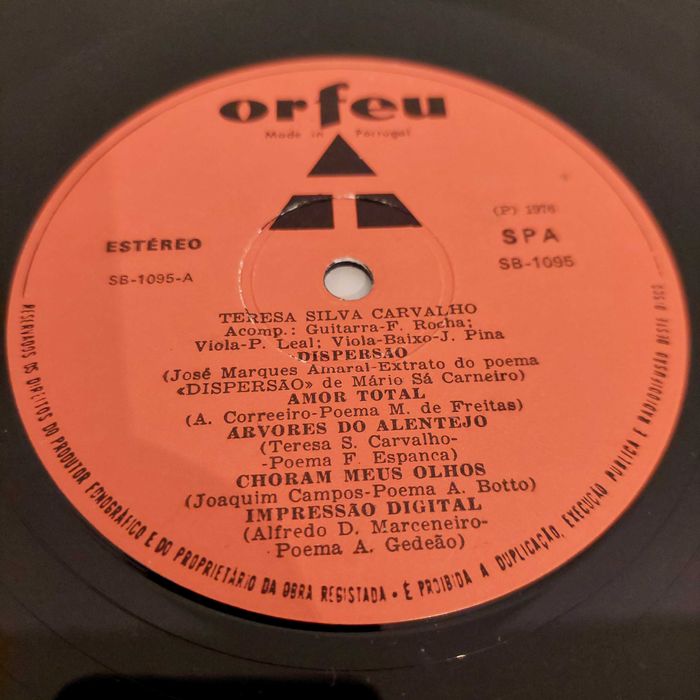 orfeu
Made in Portugal
(P) 1976
ESTÉREO
SPA
SB-1095-A
SB-1095
TERESA SILVA CARVALHO
Acomp.: Guitarra-F. Rocha;
Viola-P. Leal; Viola-Baixo-J. Pina
DISPERSÃO
(José Marques Amaral-Extrato do poema
«DISPERSÃO» de Mário Sá Carneiro)
AMOR TOTAL
(A. Correeiro-Poema M. de Freitas)
ÁRVORES DO ALENTEJO
(Teresa S. Carvalho-
-Poema F. Espanca)
CHORAM MEUS OLHOS
(Joaquim Campos-Poema A. Botto)
IMPRESSÃO DIGITAL
(Alfredo D. Marceneiro-
-Poema A. Gedeão)
RESERVADOS OS DIREITOS DO PRODUTOR FONOGRÁFICO E DO PROPRIETÁRIO DA OBRA REGISTADA • É PROIBIDA A DUPLICAÇÃO, EXECUÇÃO PÚBLICA E RADIODIFUSÃO DESTE DISCO